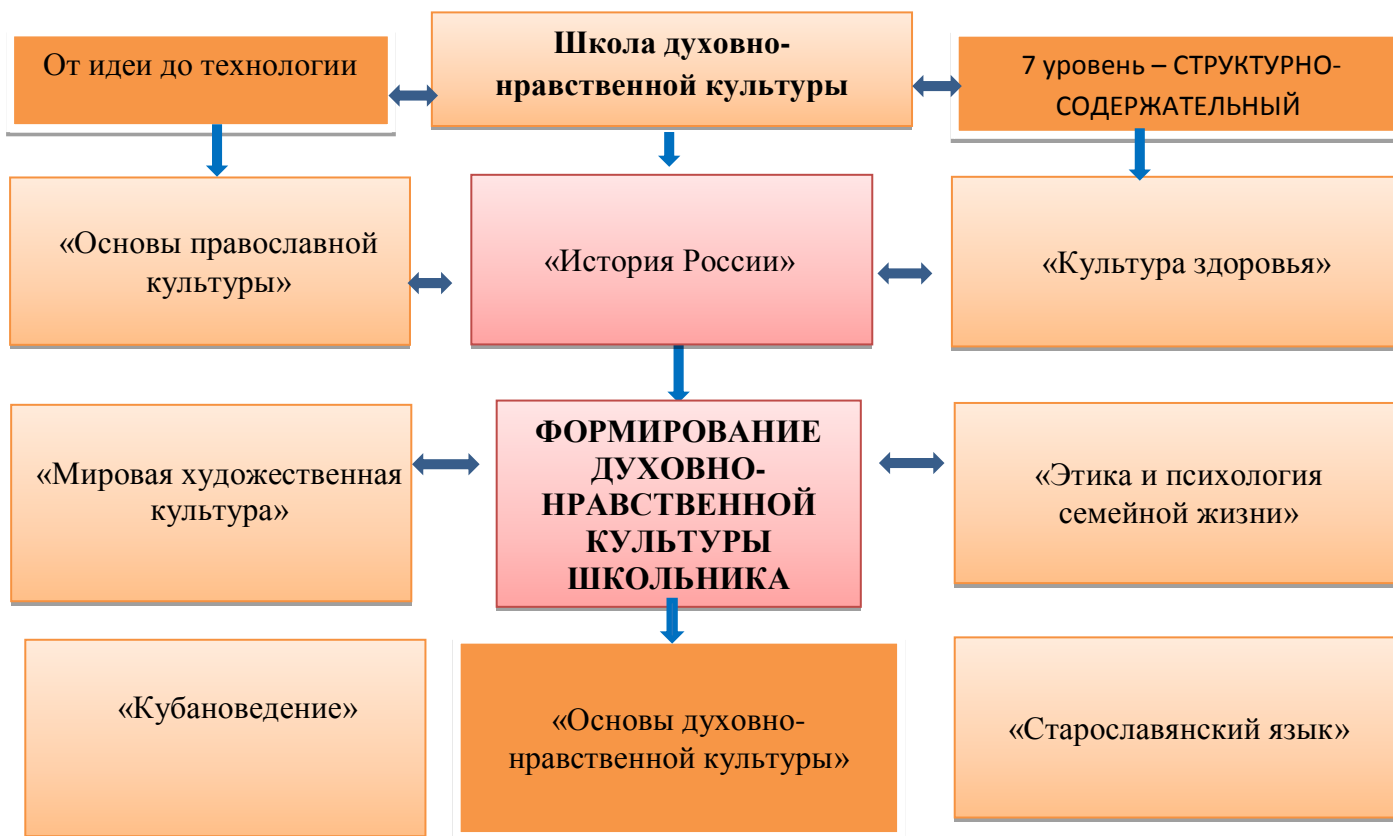 От идеи до технологии
Школа духовно-
нравственной культуры
7 уровень – СТРУКТУРНО-
СОДЕРЖАТЕЛЬНЫЙ
«Основы православной
культуры»
«История России»
«Культура здоровья»
«Мировая художественная
культура»
ФОРМИРОВАНИЕ
ДУХОВНО-
НРАВСТВЕННОЙ
КУЛЬТУРЫ
ШКОЛЬНИКА
«Этика и психология
семейной жизни»
«Кубановедение»
«Основы духовно-
нравственной культуры»
«Старославянский язык»